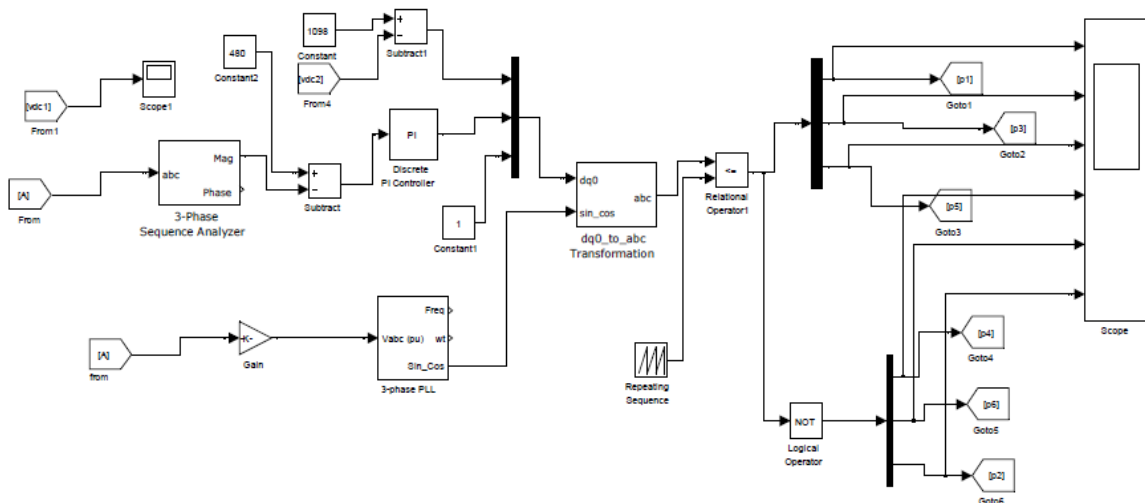 1098
+
−
Constant
Subtract1
480
Constant2
[vdc2]
From4
[vdc1]
From1
Scope1
PI
Discrete
PI Controller
abc
Mag
Phase
3-Phase
Sequence Analyzer
+
−
Subtract
[A]
From
1
Constant1
dq0
sin_cos
abc
dq0_to_abc
Transformation
<=
Relational
Operator1
[p1]
Goto1
[p3]
Goto2
[p5]
Goto3
Scope
[A]
from
-K-
Gain
Vabc (pu)
Freq
wt
Sin_Cos
3-phase PLL
Repeating
Sequence
NOT
Logical
Operator
[p4]
Goto4
[p6]
Goto5
[p2]
Goto6